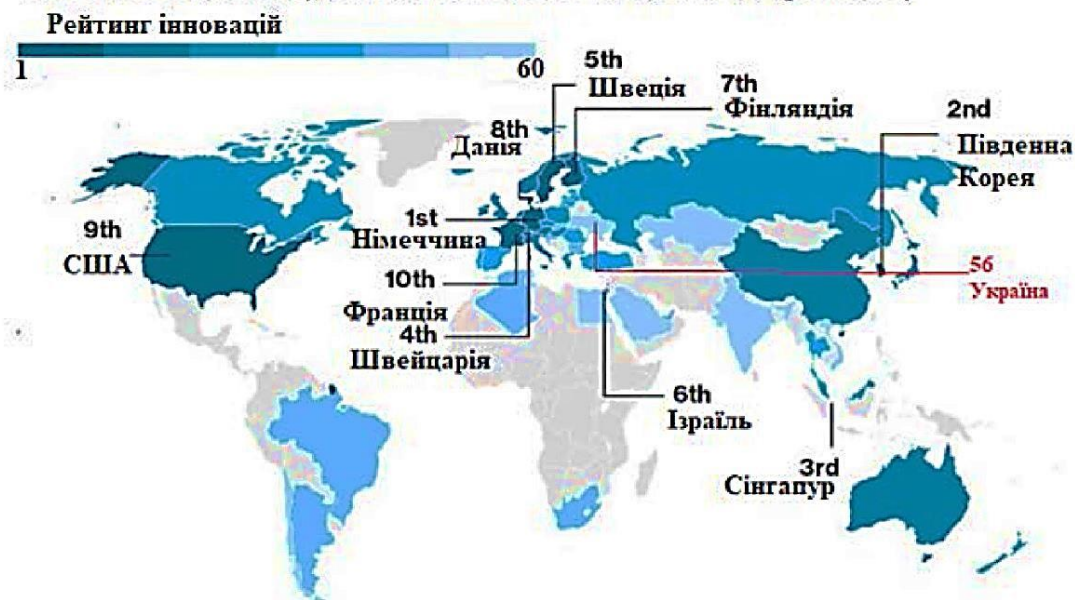 Рейтинг інновацій
1
60
5th
Швеція
7th
Фінляндія
2nd
Південна
Корея
8th
Данія
9th
США
1st
Німеччина
10th
Франція
4th
Швейцарія
56
Україна
6th
Ізраїль
3rd
Сінгапур